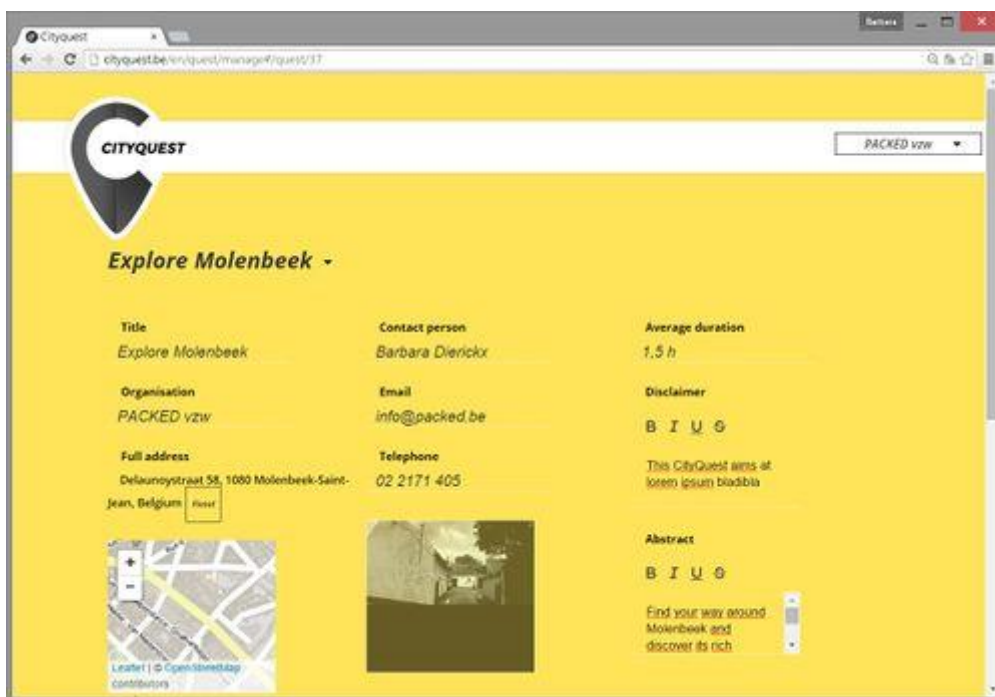 Cityquest
Barbara
cityquest.be/en/quest/manage#/quest/37
CITYQUEST
PACKED vzw
Explore Molenbeek
Title
Explore Molenbeek
Contact person
Barbara Dierickx
Average duration
1,5 h
Organisation
PACKED vzw
Email
info@packed.be
Disclaimer
B I U S
This CityQuest aims at
lorem ipsum bladibla
Full address
Delaunoystraat 58, 1080 Molenbeek-Saint-
Jean, Belgium Reset
Telephone
02 2171 405
Abstract
B I U S
Find your way around
Molenbeek and
discover its rich
+
-
Leaflet | © OpenStreetMap
contributors